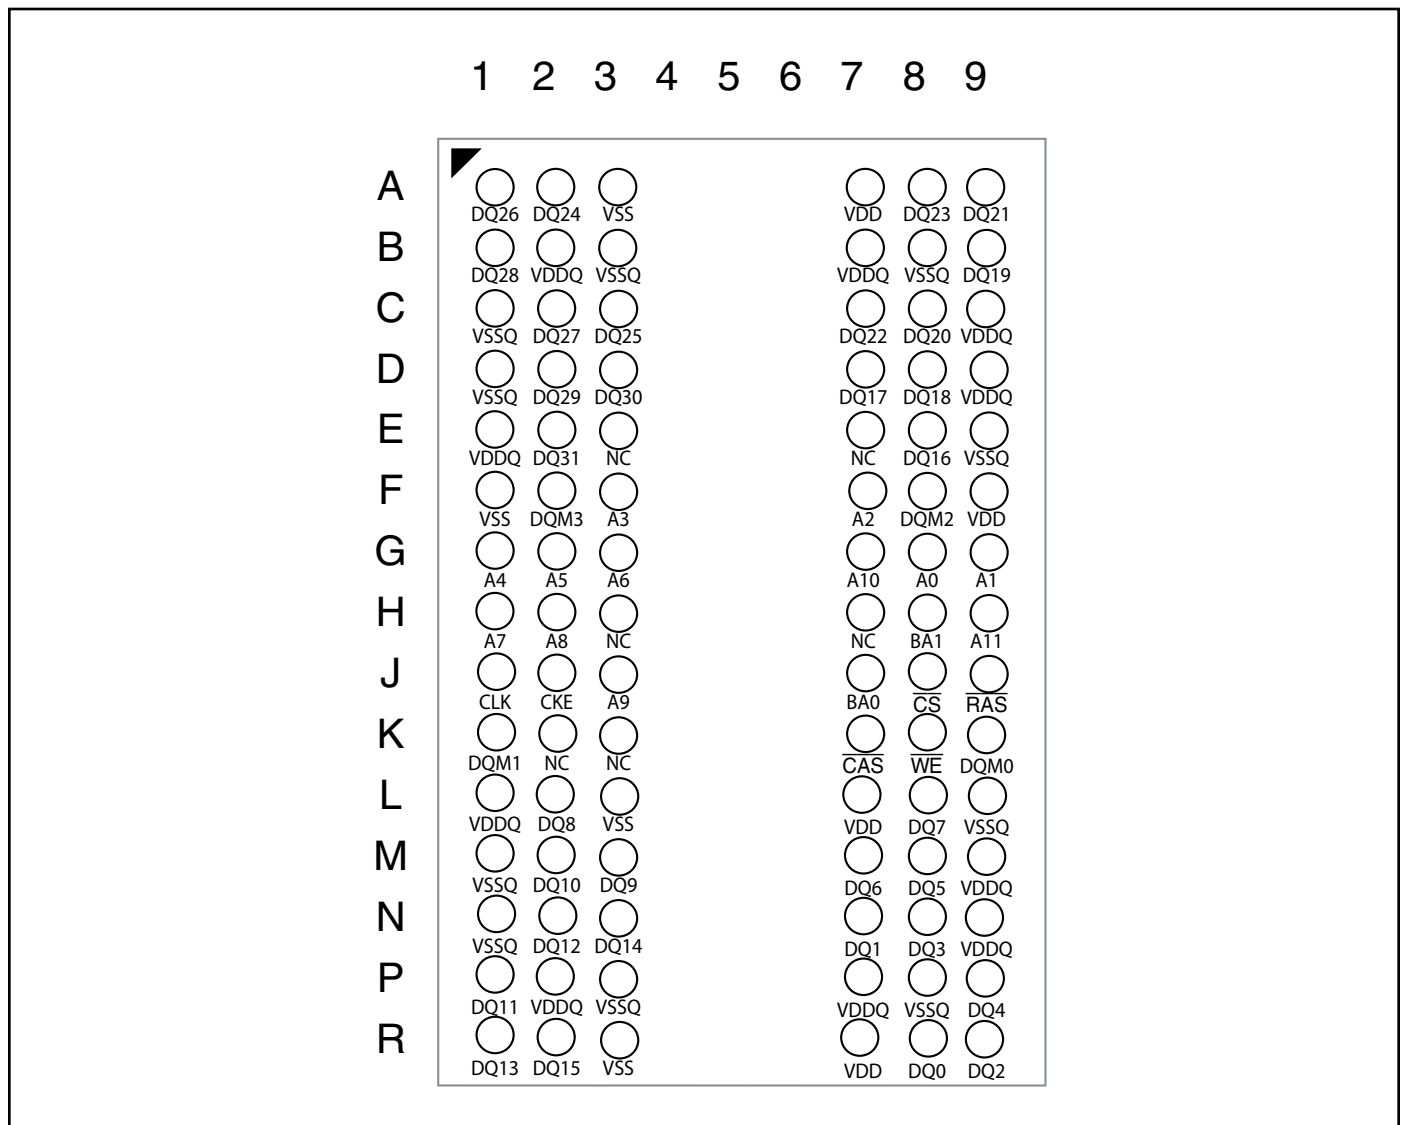 1 2 3 4 5 6 7 8 9
A
DQ26 DQ24 VSS VDD DQ23 DQ21
B
DQ28 VDDQ VSSQ VDDQ VSSQ DQ19
C
VSSQ DQ27 DQ25 DQ22 DQ20 VDDQ
D
VSSQ DQ29 DQ30 DQ17 DQ18 VDDQ
E
VDDQ DQ31 NC NC DQ16 VSSQ
F
VSS DQM3 A3 A2 DQM2 VDD
G
A4 A5 A6 A10 A0 A1
H
A7 A8 NC NC BA1 A11
J
CLK CKE A9 BA0 C̅S̅ R̅A̅S̅
K
DQM1 NC NC C̅A̅S̅ W̅E̅ DQM0
L
VDDQ DQ8 VSS VDD DQ7 VSSQ
M
VSSQ DQ10 DQ9 DQ6 DQ5 VDDQ
N
VSSQ DQ12 DQ14 DQ1 DQ3 VDDQ
P
DQ11 VDDQ VSSQ VDDQ VSSQ DQ4
R
DQ13 DQ15 VSS VDD DQ0 DQ2